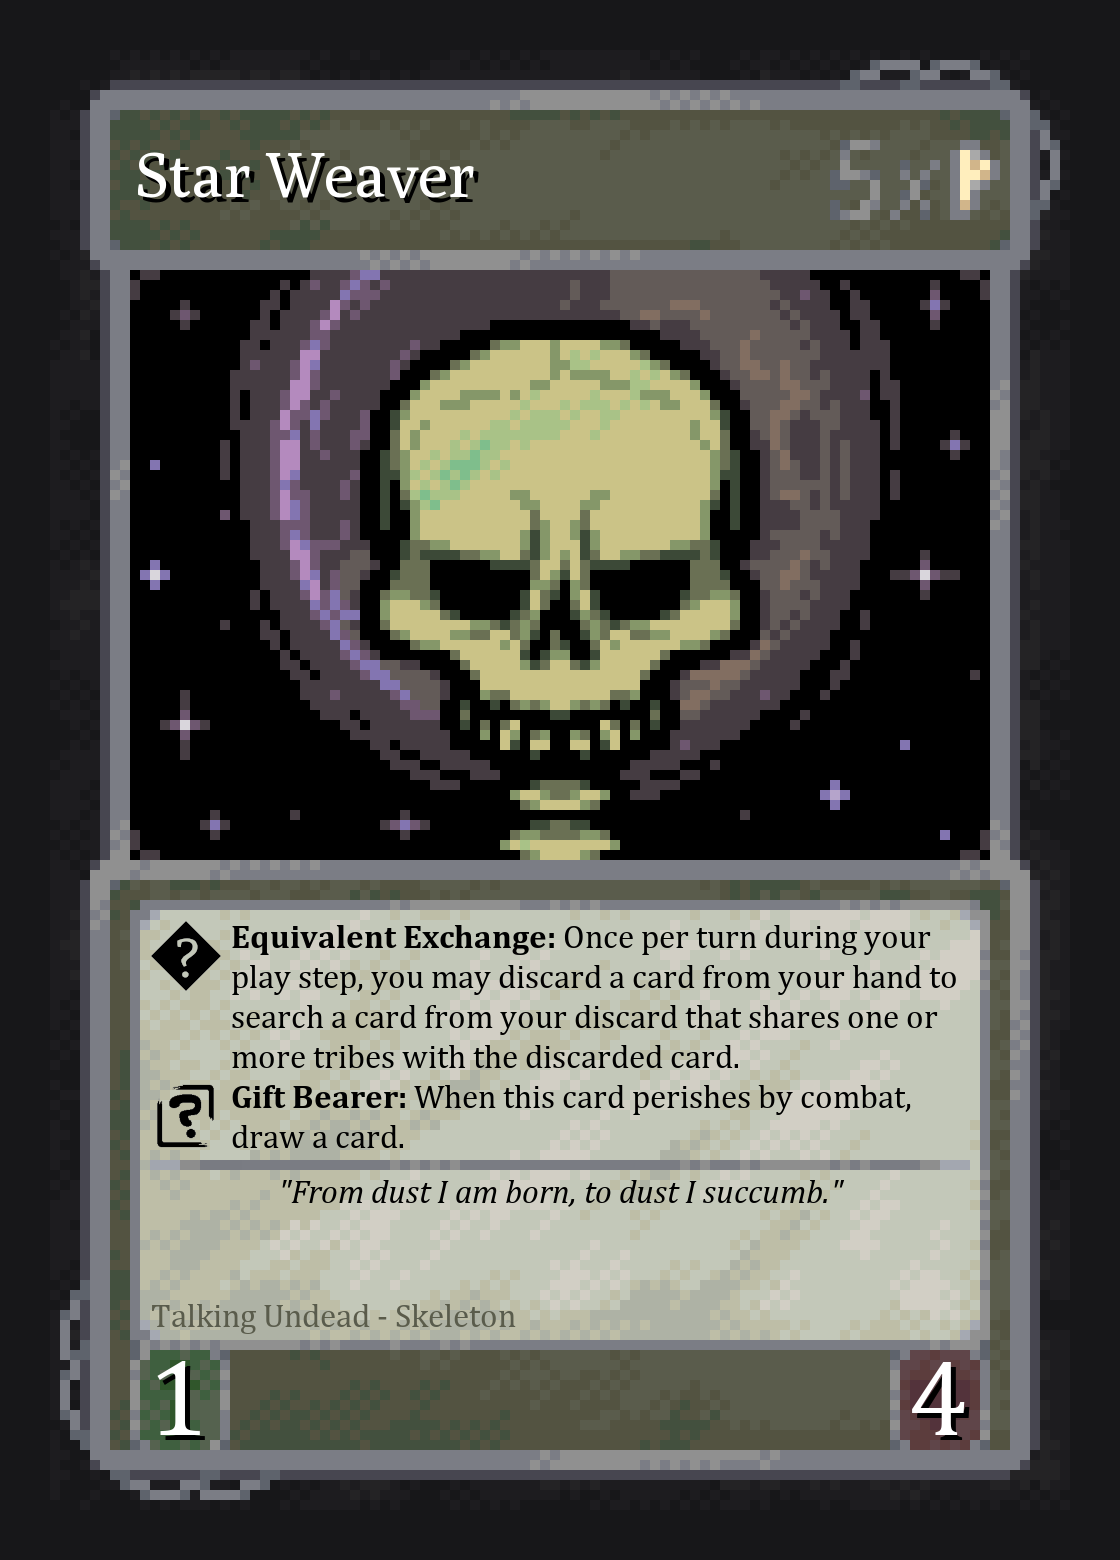 Star Weaver
5x
Equivalent Exchange: Once per turn during your
play step, you may discard a card from your hand to
search a card from your discard that shares one or
more tribes with the discarded card.
Gift Bearer: When this card perishes by combat,
draw a card.
"From dust I am born, to dust I succumb."
Talking Undead - Skeleton
1
4